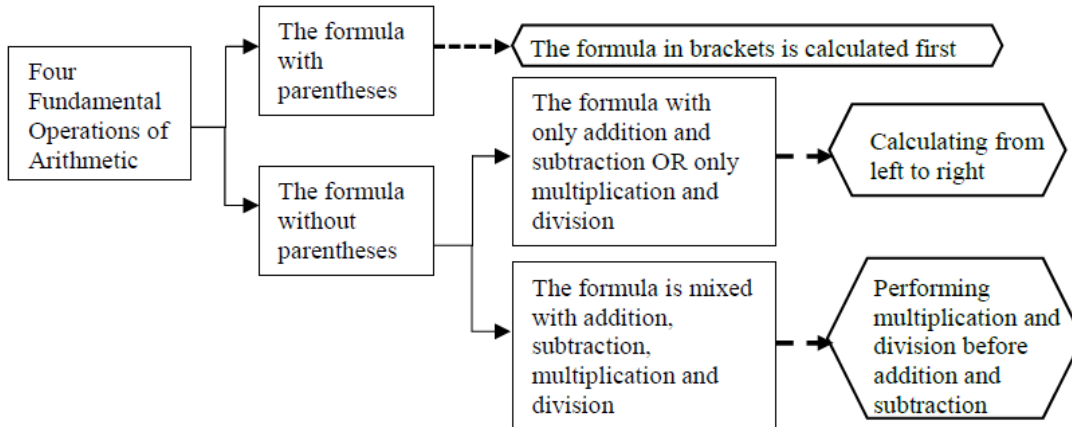 Four
Fundamental
Operations of
Arithmetic
The formula
with
parentheses
The formula in brackets is calculated first
The formula
without
parentheses
The formula with
only addition and
subtraction OR only
multiplication and
division
Calculating from
left to right
The formula is mixed
with addition,
subtraction,
multiplication and
division
Performing
multiplication and
division before
addition and
subtraction